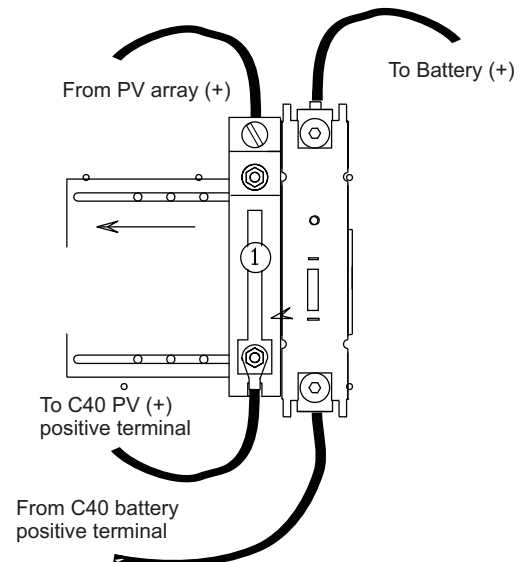 From PV array (+)
To Battery (+)
1
To C40 PV (+)
positive terminal
From C40 battery
positive terminal